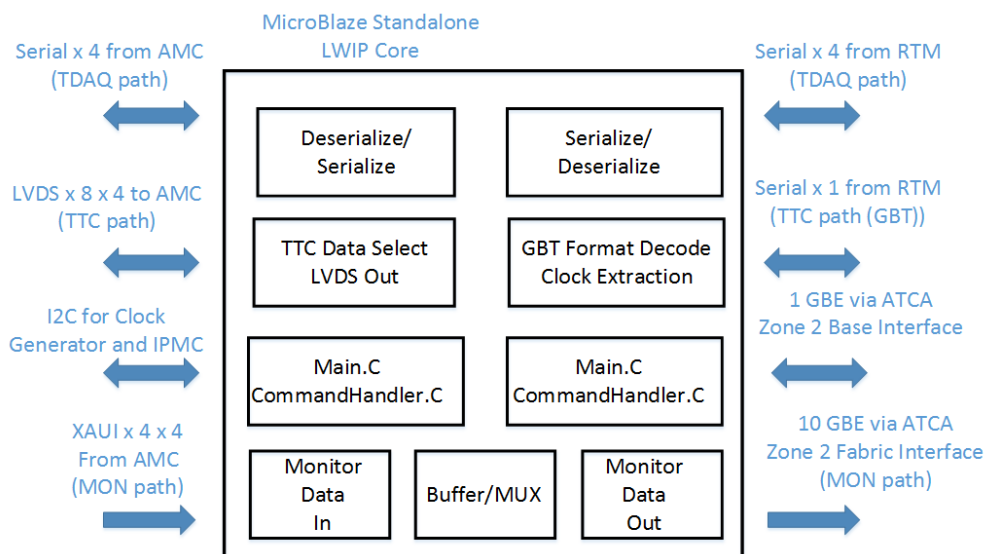 MicroBlaze Standalone
LWIP Core
Serial x 4 from AMC
(TDAQ path)
Serial x 4 from RTM
(TDAQ path)
Deserialize/
Serialize
Serialize/
Deserialize
LVDS x 8 x 4 to AMC
(TTC path)
Serial x 1 from RTM
(TTC path (GBT))
TTC Data Select
LVDS Out
GBT Format Decode
Clock Extraction
I2C for Clock
Generator and IPMC
1 GBE via ATCA
Zone 2 Base Interface
Main.C
CommandHandler.C
Main.C
CommandHandler.C
XAUI x 4 x 4
From AMC
(MON path)
10 GBE via ATCA
Zone 2 Fabric Interface
(MON path)
Monitor
Data
In
Buffer/MUX
Monitor
Data
Out